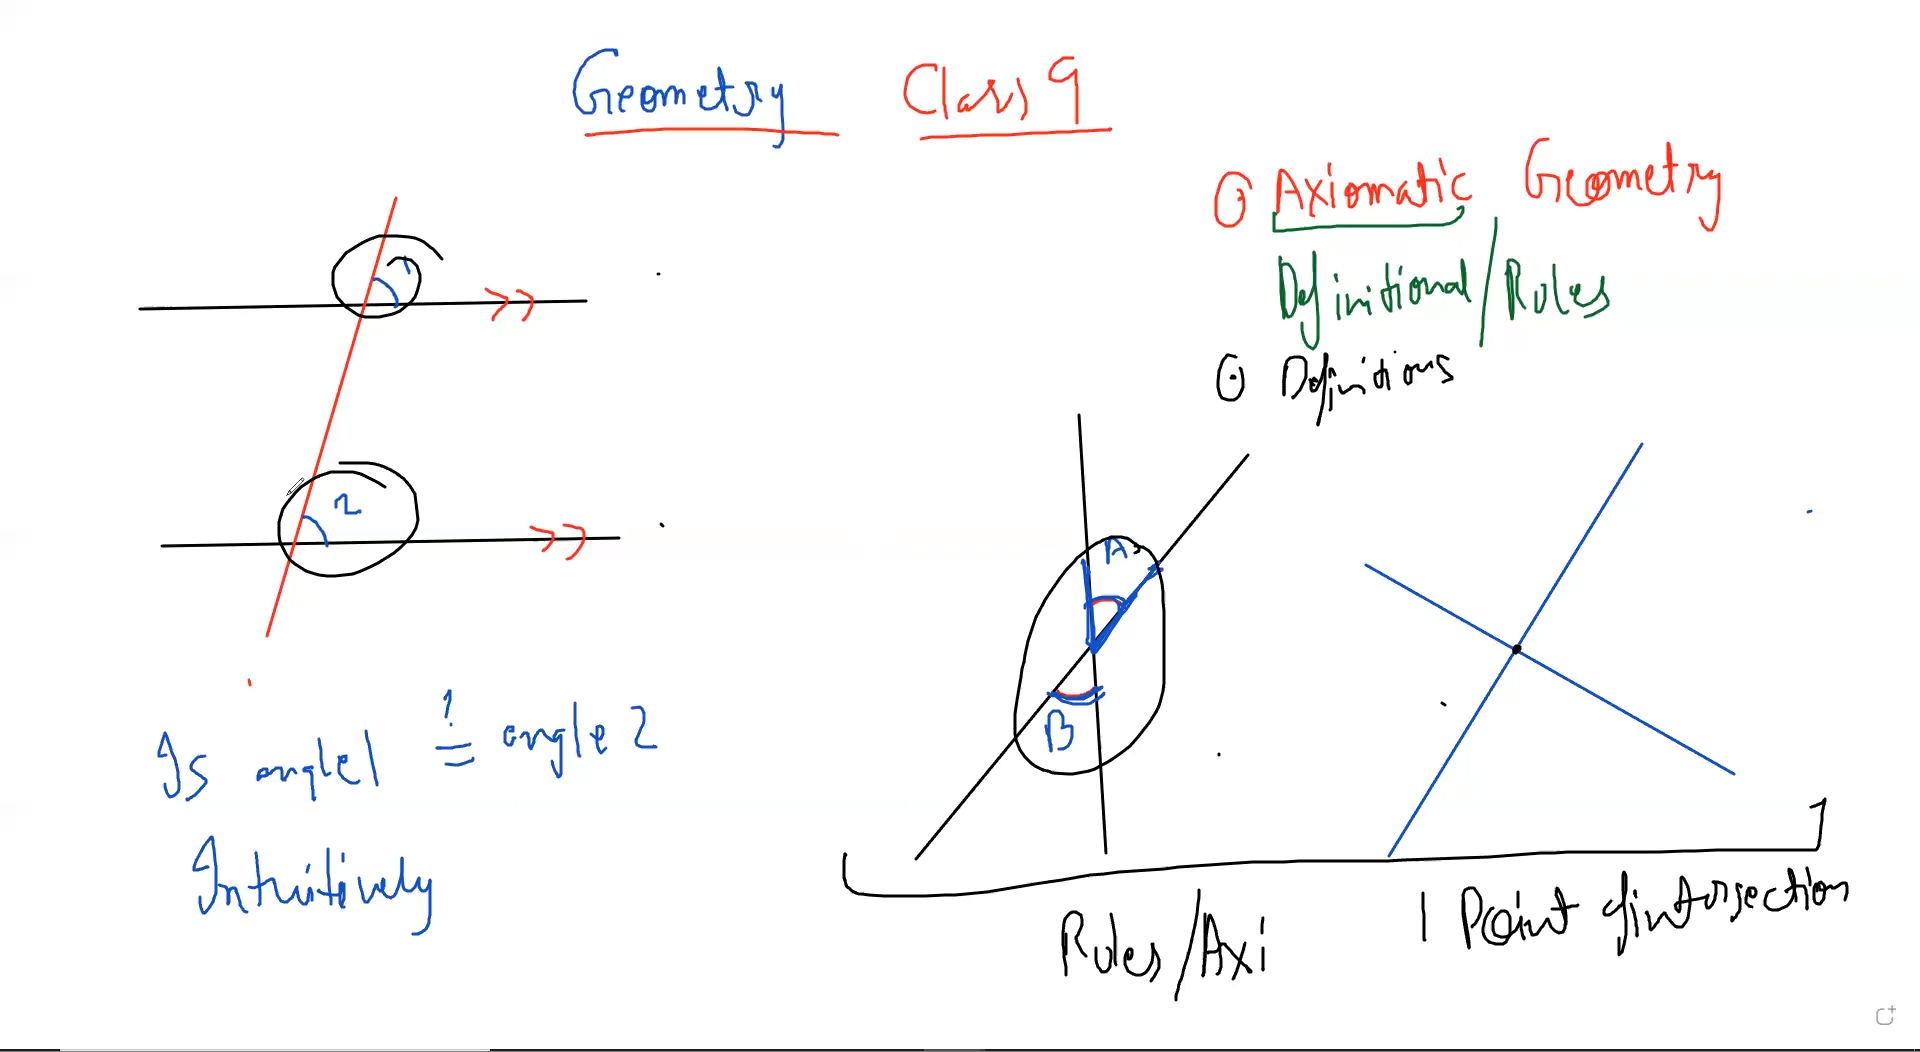 Geometry Class 9
Axiomatic Geometry
Definitional / Rules
Definitions
1
2
A
B
Is angle1 ?= angle 2
Intuitively
Rules/Axi
1 Point of intersection